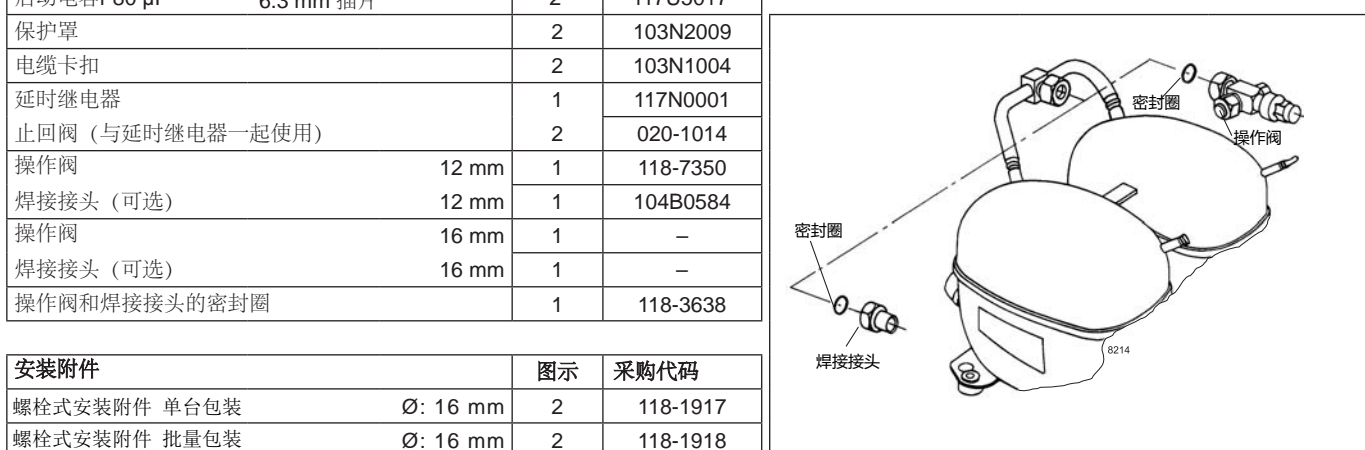 6.3 mm 插片
保护罩 2 103N2009
电缆卡扣 2 103N1004
延时继电器 1 117N0001
止回阀 (与延时继电器一起使用) 2 020-1014
操作阀 12 mm 1 118-7350
焊接接头 (可选) 12 mm 1 104B0584
操作阀 16 mm 1 –
焊接接头 (可选) 16 mm 1 –
操作阀和焊接接头的密封圈 1 118-3638
安装附件 图示 采购代码
螺栓式安装附件 单台包装 Ø: 16 mm 2 118-1917
螺栓式安装附件 批量包装 Ø: 16 mm 2 118-1918
密封圈
操作阀
密封圈
焊接接头
8214